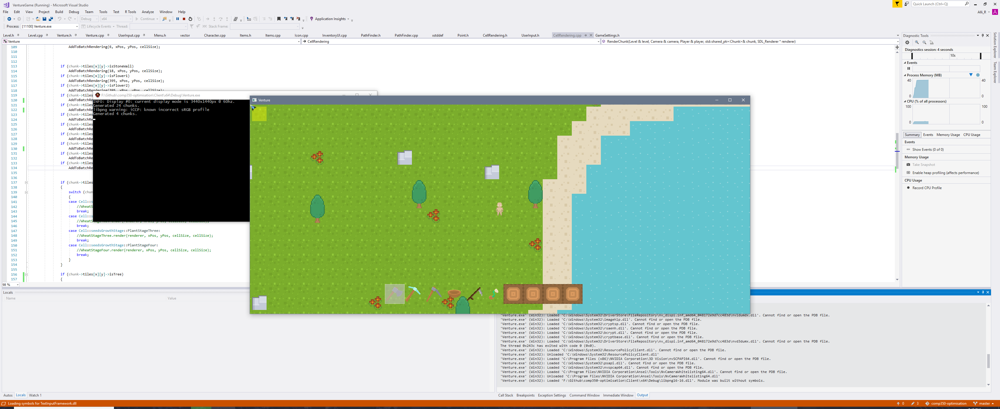 VentureGame (Running) - Microsoft Visual Studio
Quick Launch (Ctrl+Q)
File Edit View Project Build Debug Team Tools Test R Tools Analyze Window Help
Alli_R A
Debug x64 Continue Application Insights
Process: [11100] Venture.exe Lifecycle Events Thread: Stack Frame:
Level.h Level.cpp Venture.h Venture.cpp UserInput.cpp Menu.h vector Character.cpp Items.h Items.cpp Icon.cpp InventoryUI.cpp PathFinder.h PathFinder.cpp xstddef Point.h CellRendering.h UserInput.h CellRendering.cpp GameSettings.h
Venture CellRendering RenderChunk(Level & level, Camera & camera, Player & player, std::shared_ptr<Chunk>& chunk, SDL_Renderer * renderer)
109 AddToBatchRendering(6, xPos, yPos, cellSize);
110
111
112
113 if (chunk->tiles[x][y]->isStoneWall)
114 AddToBatchRendering(18, xPos, yPos, cellSize);
115 if (chunk->tiles[x][y]->isFlower1)
116 AddToBatchRendering(395, xPos, yPos, cellSize);
117 if (chunk->tiles[x][y]->isFlower2)
118 AddToBatchRendering(395, xPos, yPos, cellSize);
119 if (chunk->tiles
120 AddToBatchRe
121 if (chunk->tiles
122 AddToBatchRe
123 if (chunk->tiles
124 AddToBatchRe
125 if (chunk->tiles
126 AddToBatchRe
127 if (chunk->tiles
128 AddToBatchRe
129 if (chunk->tiles
130 AddToBatchRe
131 if (chunk->tiles
132 AddToBatchRe
133 if (chunk->tiles
134 AddToBatchRe
135
136
137 if (chunk->tiles
138 {
139 switch (chun
140 {
141 case Cell::s
142 //WheatS
143 break;
144 case Cell::s
145 //WheatStageTwo.render(renderer, xPos, yPos, cellSize, cellSize);
146 break;
147 case Cell::seedsGrowthStage::PlantStageThree:
148 //WheatStageThree.render(renderer, xPos, yPos, cellSize, cellSize);
149 break;
150 case Cell::seedsGrowthStage::PlantStageFour:
151 //WheatStageFour.render(renderer, xPos, yPos, cellSize, cellSize);
152 break;
153 }
154 }
155
156 if (chunk->tiles[x][y]->isTree)
157 {
98 %
F:\Github\comp350-optimisation\Client\x64\Debug\Venture.exe
INFO: Display #0: current display mode is 3440x1440px @ 60hz.
Generated 24 chunks.
libpng warning: iCCP: known incorrect sRGB profile
Generated 4 chunks.
Venture
Diagnostic Tools
Diagnostics session: 4 seconds
10s
Events
Process Memory (MB)
40 40
0 0
CPU (% of all processors)
100 100
0 0
Summary Events Memory Usage CPU Usage
Events
Show Events (0 of 0)
Memory Usage
Take Snapshot
Enable heap profiling (affects performance)
CPU Usage
Record CPU Profile
Solution Explorer
Team Explorer
Locals
Name Value
'Venture.exe' (Win32): Loaded 'C:\Windows\System32\DriverStore\FileRepository\nv_dispi.inf_amd64_048172e9d7cc483d\nvldumdx.dll'. Cannot find or open the PDB file.
'Venture.exe' (Win32): Loaded 'C:\Windows\System32\imagehlp.dll'. Cannot find or open the PDB file.
'Venture.exe' (Win32): Loaded 'C:\Windows\System32\cryptsp.dll'. Cannot find or open the PDB file.
'Venture.exe' (Win32): Loaded 'C:\Windows\System32\rsaenh.dll'. Cannot find or open the PDB file.
'Venture.exe' (Win32): Loaded 'C:\Windows\System32\bcrypt.dll'. Cannot find or open the PDB file.
'Venture.exe' (Win32): Loaded 'C:\Windows\System32\cryptbase.dll'. Cannot find or open the PDB file.
'Venture.exe' (Win32): Loaded 'C:\Windows\System32\DriverStore\FileRepository\nv_dispi.inf_amd64_048172e9d7cc483d\nvd3dumx.dll'. Cannot find or open the PDB file.
The thread 0x243c has exited with code 0 (0x0).
'Venture.exe' (Win32): Loaded 'C:\Windows\System32\ResourcePolicyClient.dll'. Cannot find or open the PDB file.
'Venture.exe' (Win32): Unloaded 'C:\Windows\System32\ResourcePolicyClient.dll'
'Venture.exe' (Win32): Loaded 'C:\Program Files (x86)\NVIDIA Corporation\3D Vision\nvSCPAPI64.dll'. Cannot find or open the PDB file.
'Venture.exe' (Win32): Loaded 'C:\Windows\System32\psapi.dll'. Cannot find or open the PDB file.
'Venture.exe' (Win32): Loaded 'C:\Windows\System32\nvspcap64.dll'. Cannot find or open the PDB file.
'Venture.exe' (Win32): Loaded 'C:\Program Files\NVIDIA Corporation\Ansel\Tools\NvCameraWhitelisting64.dll'. Cannot find or open the PDB file.
'Venture.exe' (Win32): Unloaded 'C:\Program Files\NVIDIA Corporation\Ansel\Tools\NvCameraWhitelisting64.dll'
'Venture.exe' (Win32): Loaded 'F:\Github\comp350-optimisation\Client\x64\Debug\libpng16-16.dll'. Module was built without symbols.
Autos Locals Watch 1
Call Stack Breakpoints Exception Settings Command Window Immediate Window Output
Loading symbols for TextInputFramework.dll
0 3 comp350-optimisation master